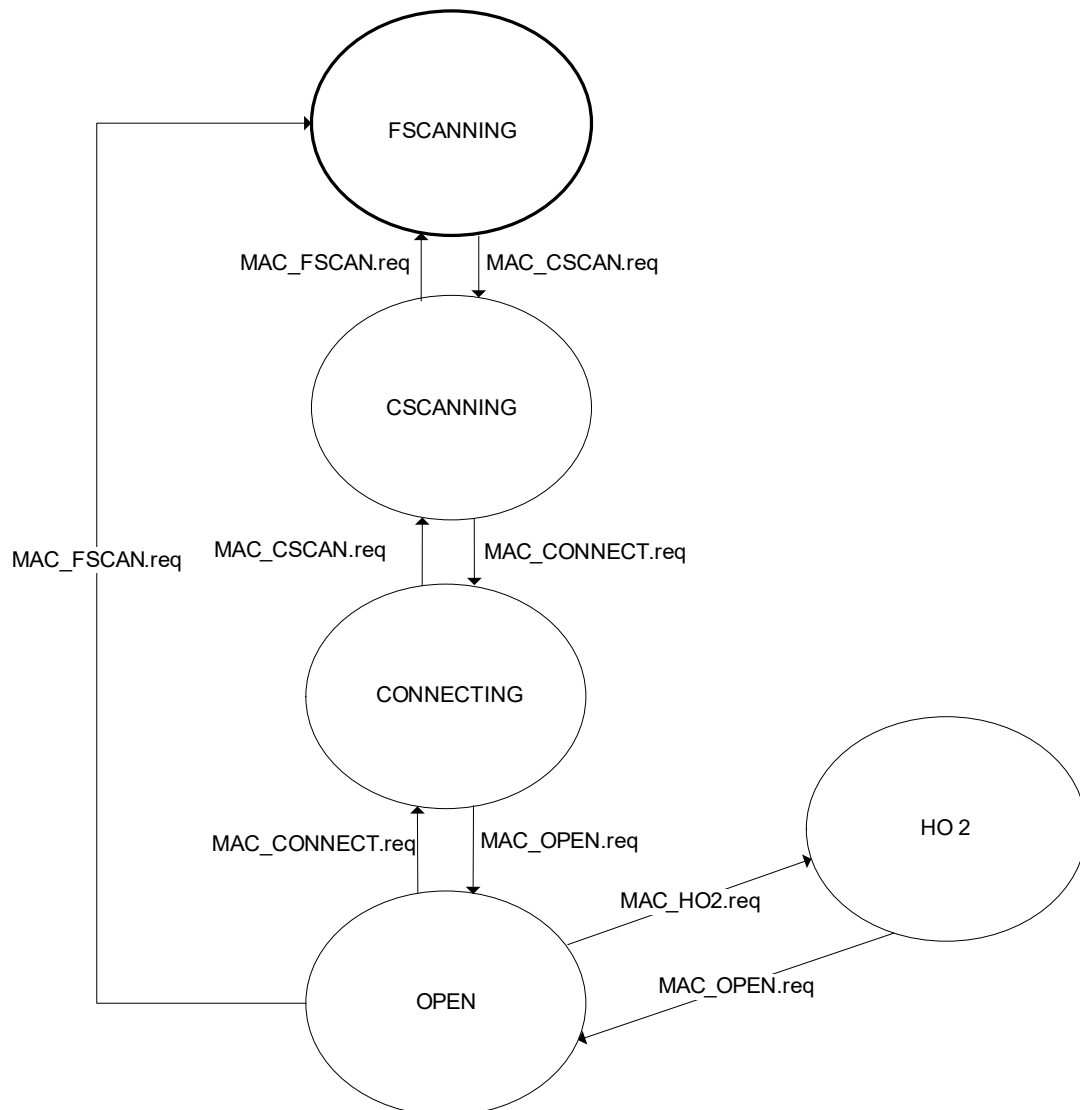 FSCANNING
MAC_FSCAN.req
MAC_CSCAN.req
CSCANNING
MAC_FSCAN.req
MAC_CSCAN.req
MAC_CONNECT.req
CONNECTING
HO 2
MAC_CONNECT.req
MAC_OPEN.req
MAC_HO2.req
MAC_OPEN.req
OPEN